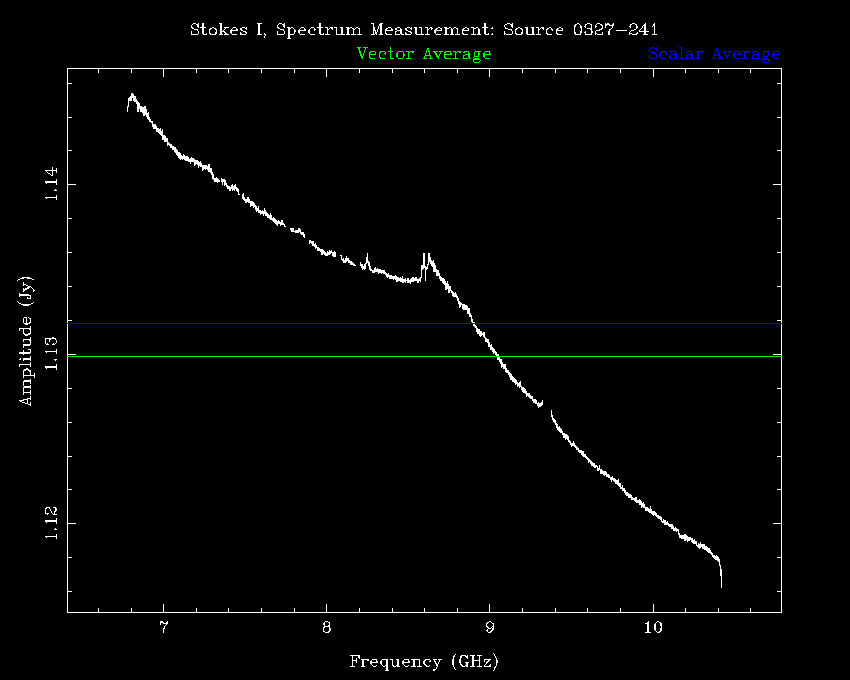 Stokes I, Spectrum Measurement: Source 0327−241
Vector Average
Scalar Average
1.14
1.13
1.12
Amplitude (Jy)
7 8 9 10
Frequency (GHz)